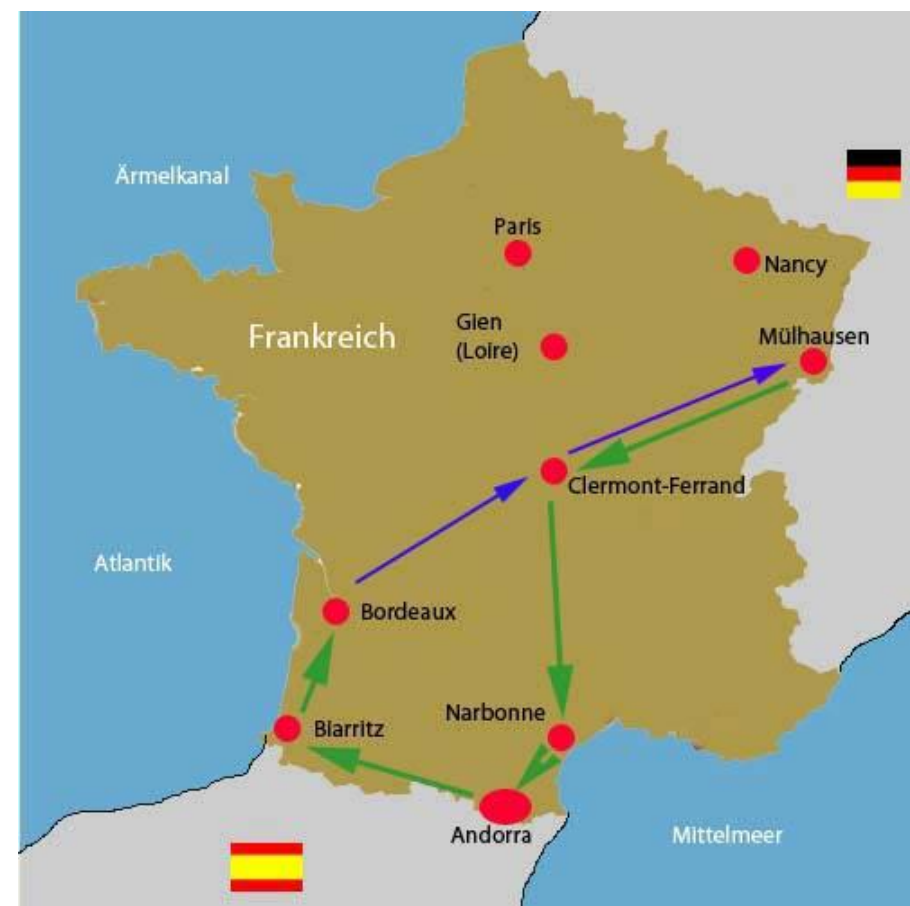 Ärmelkanal
Paris
Nancy
Gien
(Loire)
Frankreich
Mülhausen
Clermont-Ferrand
Atlantik
Bordeaux
Narbonne
Biarritz
Andorra
Mittelmeer